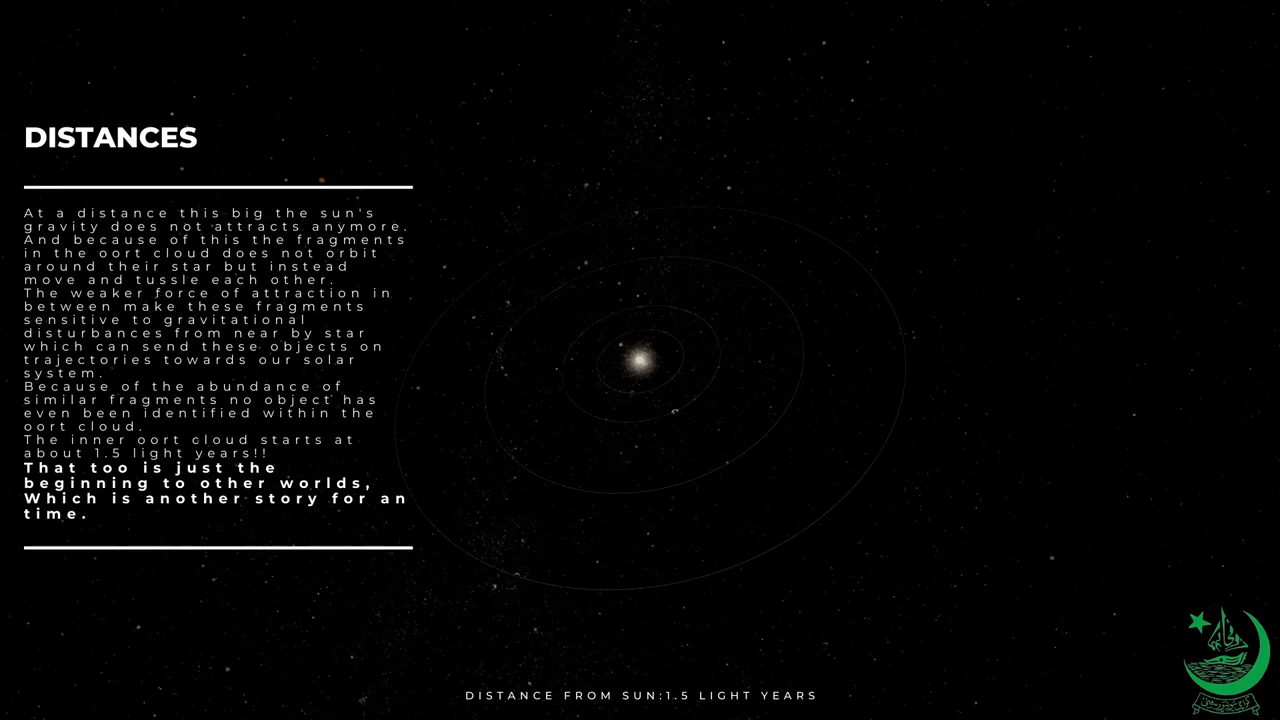 DISTANCES
At a distance this big the sun's
gravity does not attracts anymore.
And because of this the fragments
in the oort cloud does not orbit
around their star but instead
move and tussle each other.
The weaker force of attraction in
between make these fragments
sensitive to gravitational
disturbances from near by star
which can send these objects on
trajectories towards our solar
system.
Because of the abundance of
similar fragments no object has
even been identified within the
oort cloud.
The inner oort cloud starts at
about 1.5 light years!!
That too is just the
beginning to other worlds,
Which is another story for an
time.
DISTANCE FROM SUN:1.5 LIGHT YEARS